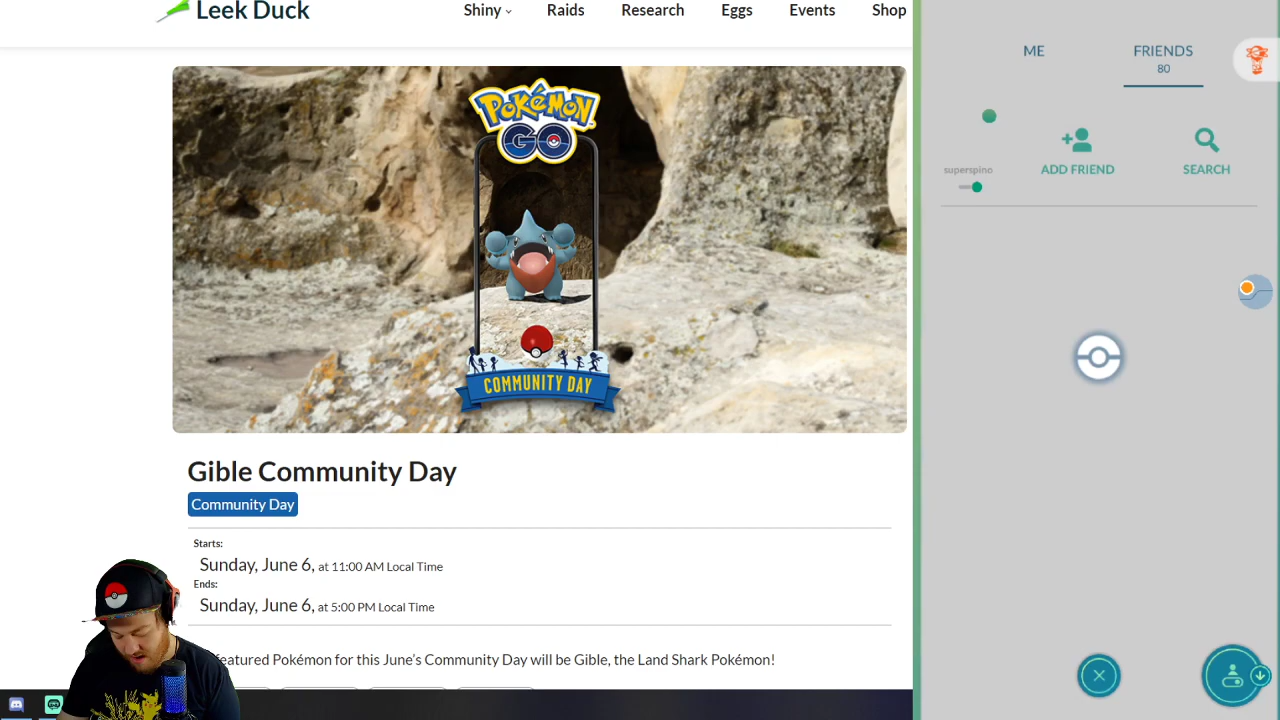 Leek Duck
Shiny
Raids
Research
Eggs
Events
Shop
POKÉMON
GO
COMMUNITY DAY
Gible Community Day
Community Day
Starts:
Sunday, June 6, at 11:00 AM Local Time
Ends:
Sunday, June 6, at 5:00 PM Local Time
featured Pokémon for this June's Community Day will be Gible, the Land Shark Pokémon!
ME
FRIENDS
80
ADD FRIEND
SEARCH
superspino